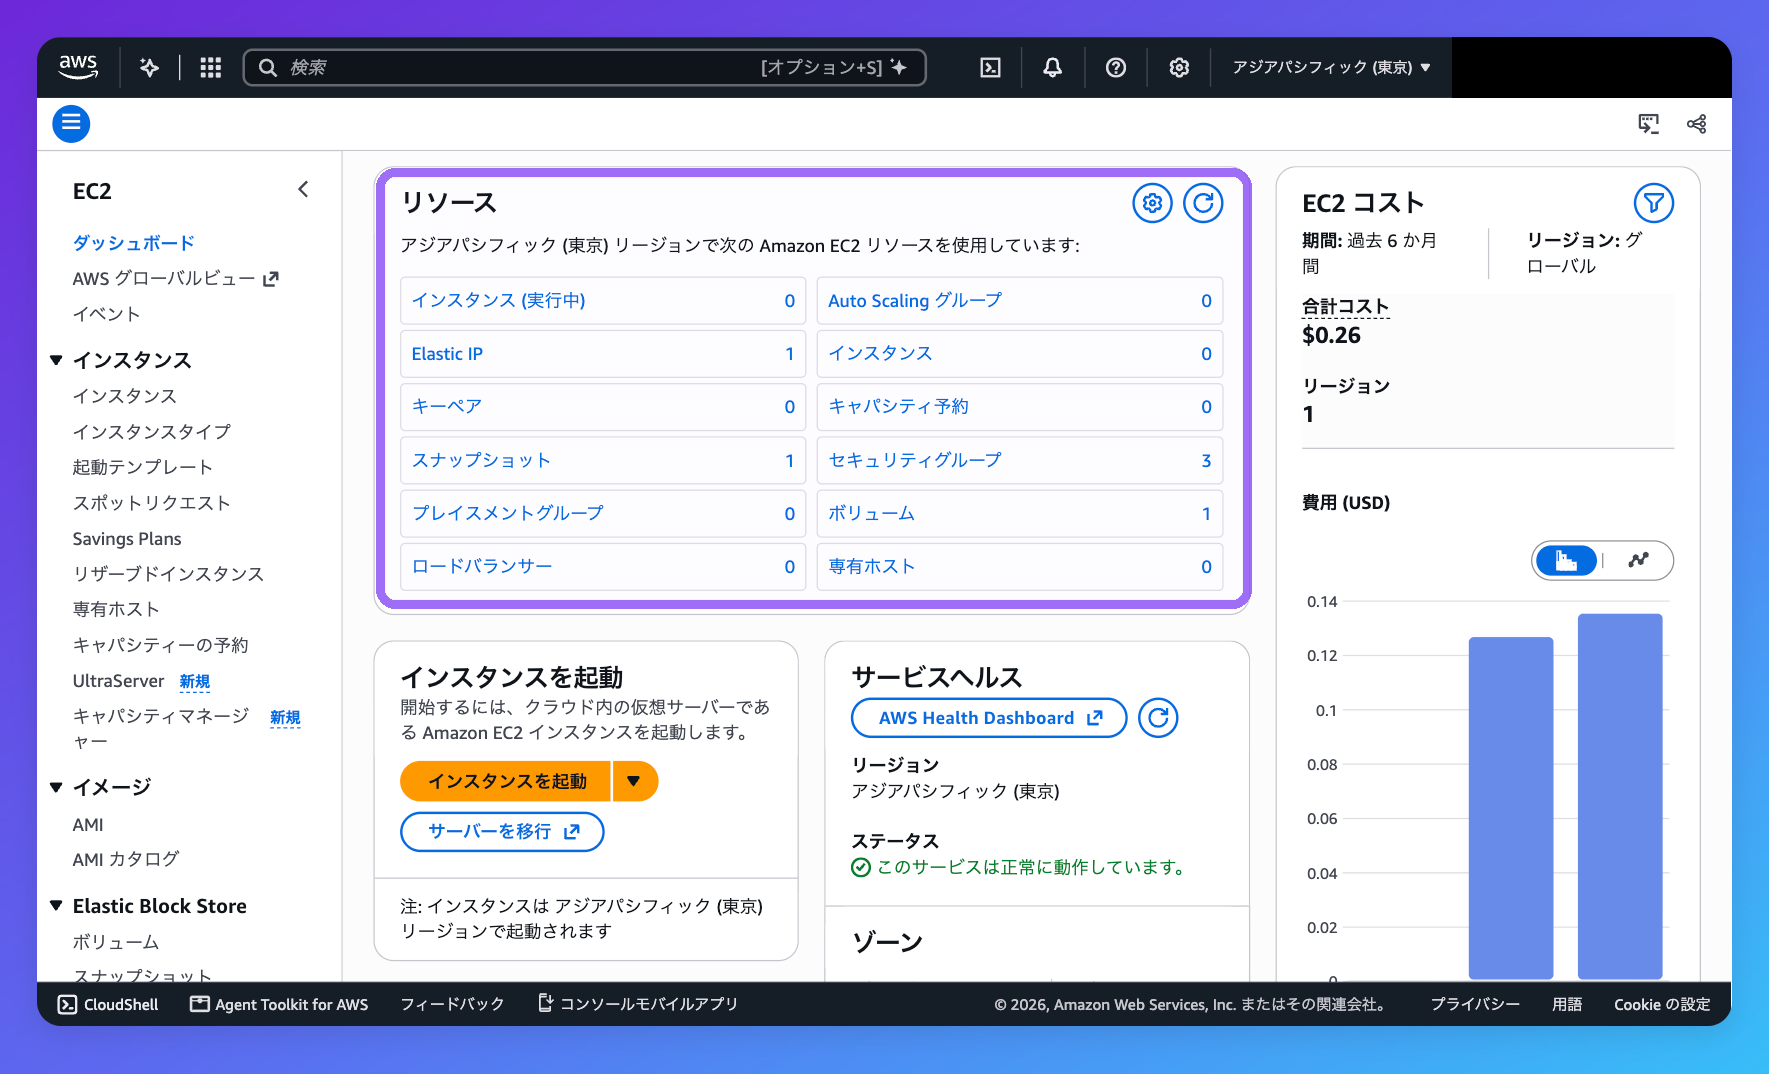 aws
検索
[オプション+S]
アジアパシフィック (東京) ▼
EC2
ダッシュボード
AWS グローバルビュー
イベント
▼ インスタンス
インスタンス
インスタンスタイプ
起動テンプレート
スポットリクエスト
Savings Plans
リザーブドインスタンス
専有ホスト
キャパシティーの予約
UltraServer 新規
キャパシティマネージ 新規
ャー
▼ イメージ
AMI
AMI カタログ
▼ Elastic Block Store
ボリューム
スナップショット
リソース
アジアパシフィック (東京) リージョンで次の Amazon EC2 リソースを使用しています:
インスタンス (実行中) 0
Auto Scaling グループ 0
Elastic IP 1
インスタンス 0
キーペア 0
キャパシティ予約 0
スナップショット 1
セキュリティグループ 3
プレイスメントグループ 0
ボリューム 1
ロードバランサー 0
専有ホスト 0
インスタンスを起動
開始するには、クラウド内の仮想サーバーであ
る Amazon EC2 インスタンスを起動します。
インスタンスを起動 ▼
サーバーを移行
注: インスタンスは アジアパシフィック (東京)
リージョンで起動されます
サービスヘルス
AWS Health Dashboard
リージョン
アジアパシフィック (東京)
ステータス
このサービスは正常に動作しています。
ゾーン
EC2 コスト
期間: 過去 6 か月
間
リージョン: グ
ローバル
合計コスト
$0.26
リージョン
1
費用 (USD)
0.14
0.12
0.1
0.08
0.06
0.04
0.02
0
CloudShell
Agent Toolkit for AWS
フィードバック
コンソールモバイルアプリ
© 2026, Amazon Web Services, Inc. またはその関連会社。
プライバシー
用語
Cookie の設定